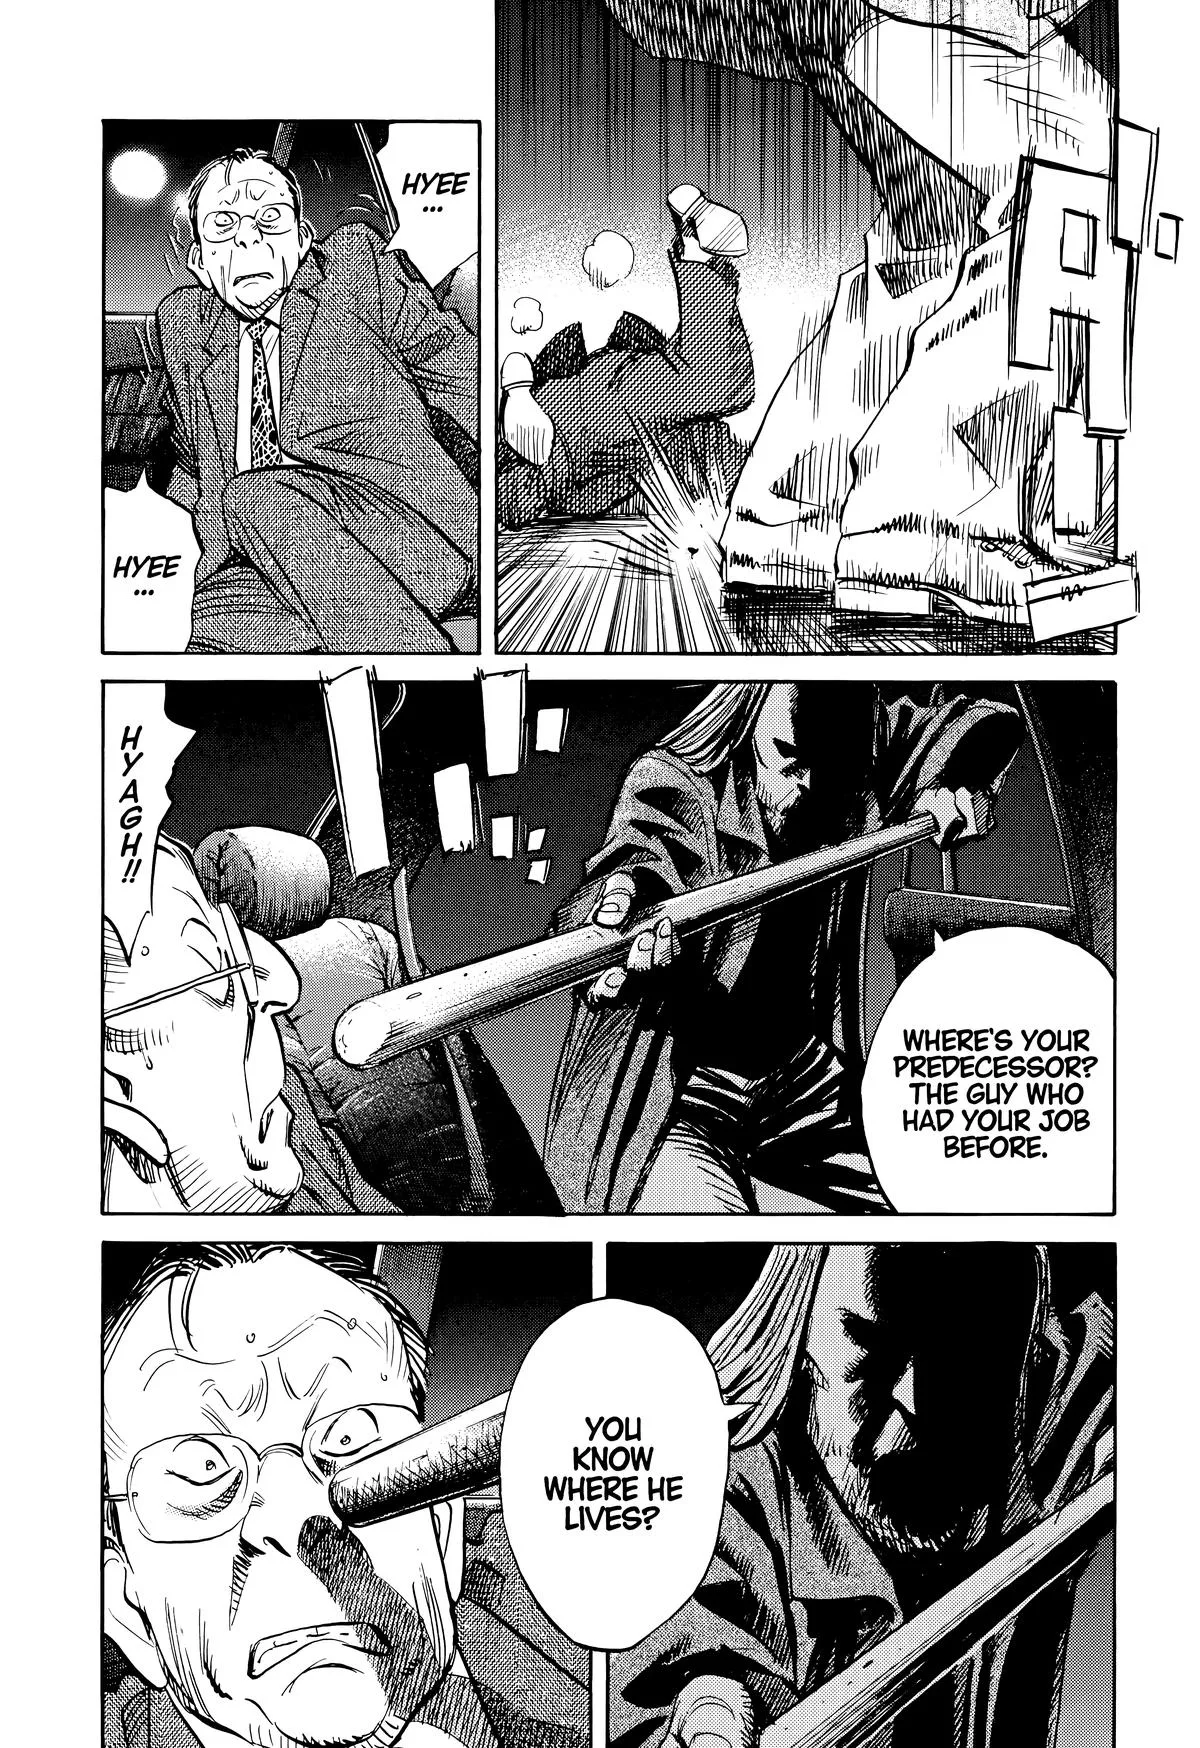 HYEE
...
HYEE
...
HYAGH!!
WHERE'S YOUR
PREDECESSOR?
THE GUY WHO
HAD YOUR JOB
BEFORE.
YOU
KNOW
WHERE HE
LIVES?